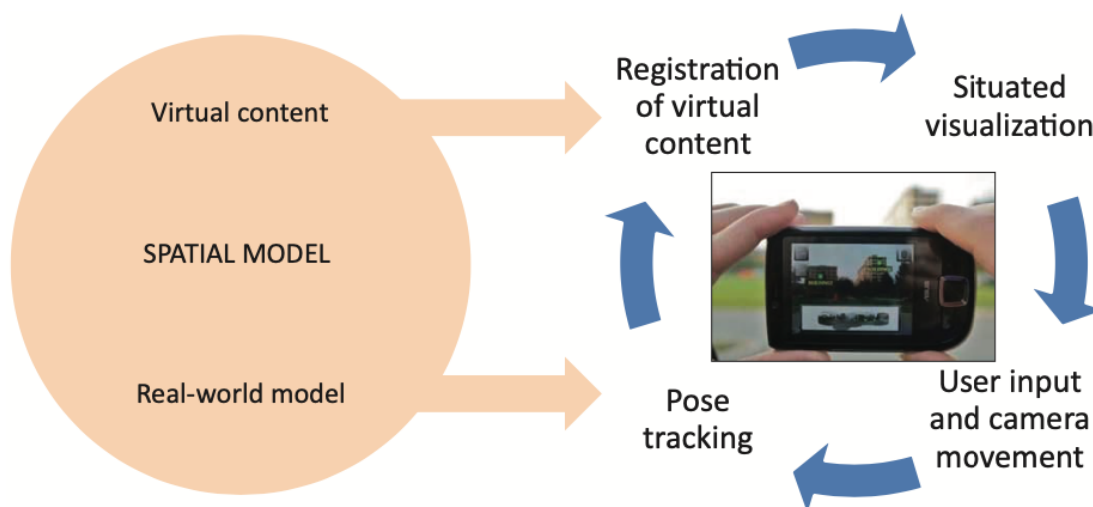 Virtual content
SPATIAL MODEL
Real-world model
Registration
of virtual
content
Situated
visualization
User input
and camera
movement
Pose
tracking
ASUS